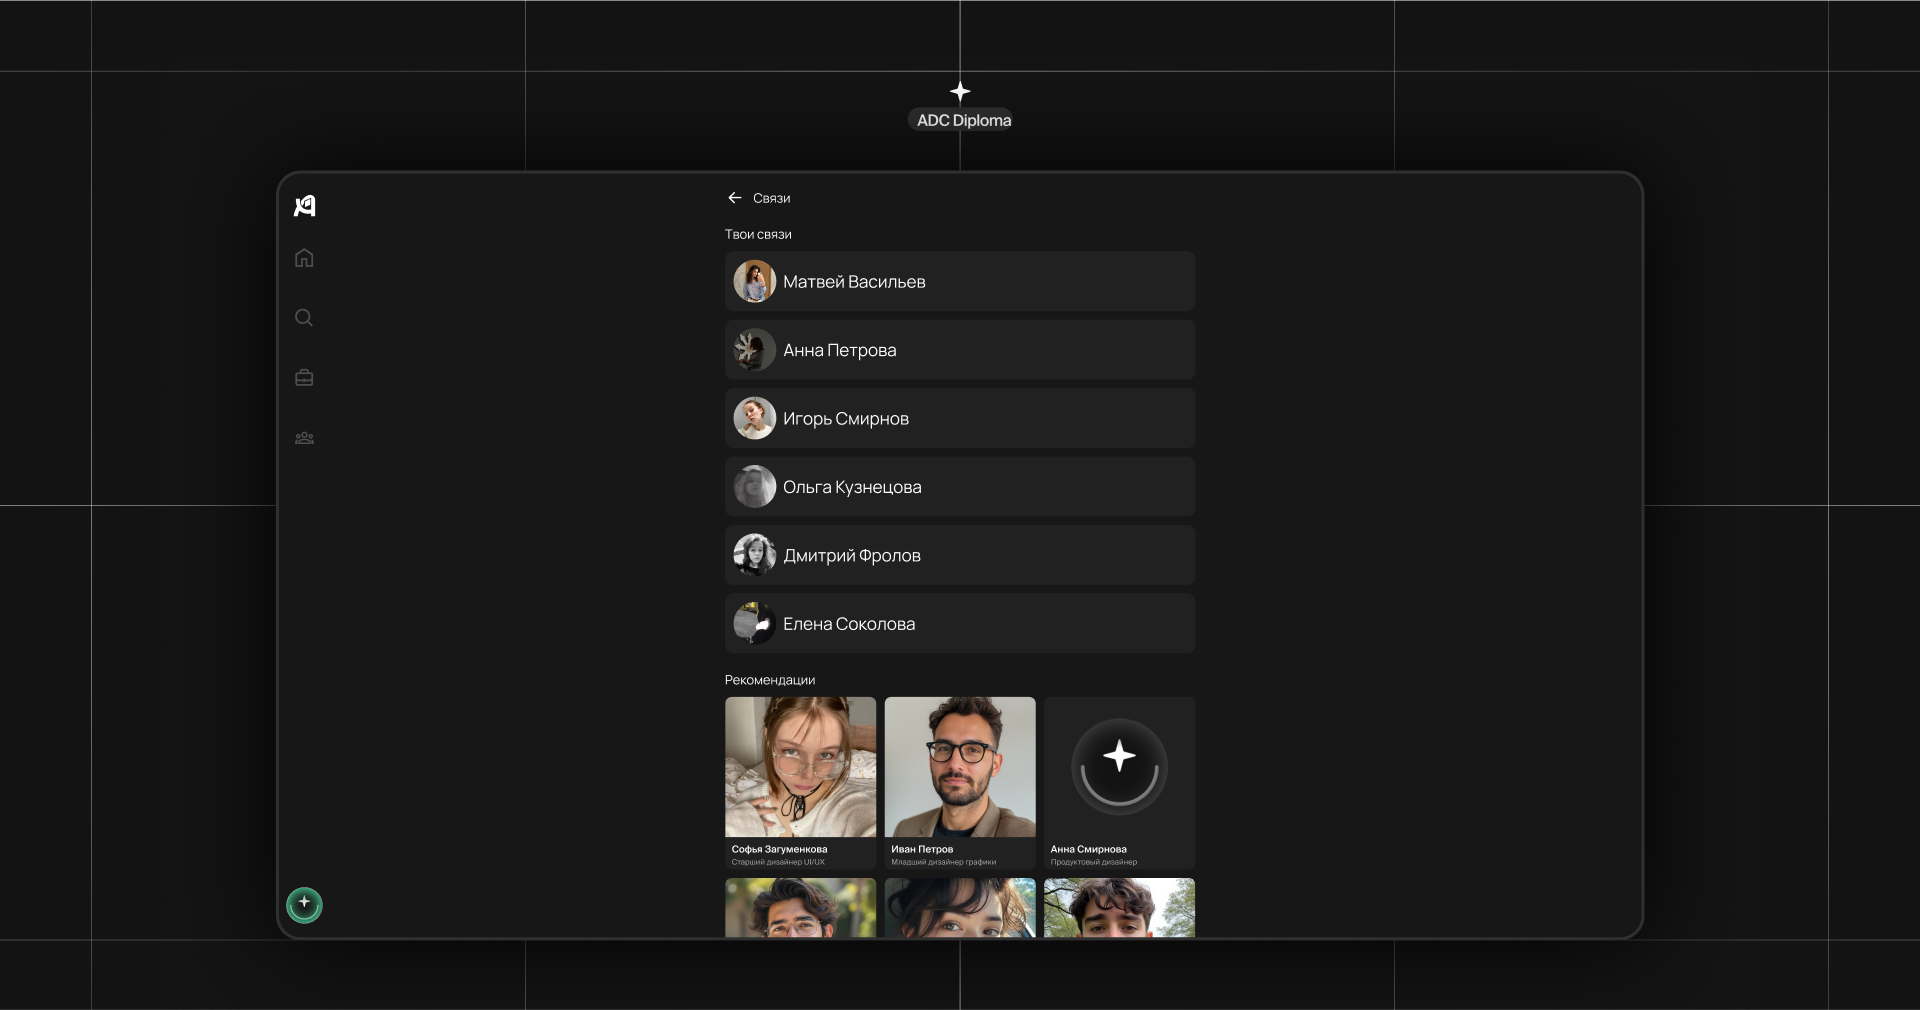 ADC Diploma
Связи
Твои связи
Матвей Васильев
Анна Петрова
Игорь Смирнов
Ольга Кузнецова
Дмитрий Фролов
Елена Соколова
Рекомендации
Софья Загуменкова
Старший дизайнер UI/UX
Иван Петров
Младший дизайнер графики
Анна Смирнова
Продуктовый дизайнер